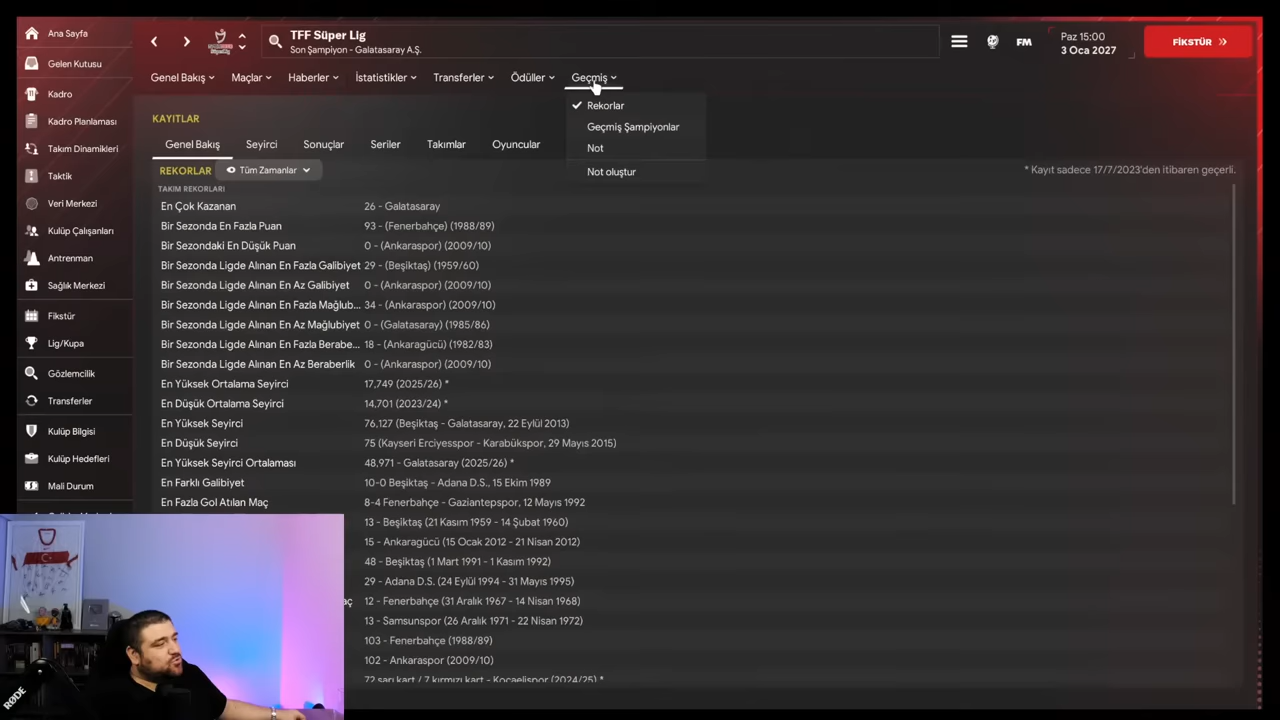 Ana Sayfa
Gelen Kutusu
Kadro
Kadro Planlaması
Takım Dinamikleri
Taktik
Veri Merkezi
Kulüp Çalışanları
Antrenman
Sağlık Merkezi
Fikstür
Lig/Kupa
Gözlemcilik
Transferler
Kulüp Bilgisi
Kulüp Hedefleri
Mali Durum
TFF Süper Lig
Son Şampiyon - Galatasaray A.Ş.
FM
Paz 15:00
3 Oca 2027
FİKSTÜR
Genel Bakış
Maçlar
Haberler
İstatistikler
Transferler
Ödüller
Geçmiş
Rekorlar
Geçmiş Şampiyonlar
Not
Not oluştur
KAYITLAR
Genel Bakış
Seyirci
Sonuçlar
Seriler
Takımlar
Oyuncular
REKORLAR
Tüm Zamanlar
* Kayıt sadece 17/7/2023'den itibaren geçerli.
TAKIM REKORLARI
En Çok Kazanan 26 - Galatasaray
Bir Sezonda En Fazla Puan 93 - (Fenerbahçe) (1988/89)
Bir Sezondaki En Düşük Puan 0 - (Ankaraspor) (2009/10)
Bir Sezonda Ligde Alınan En Fazla Galibiyet 29 - (Beşiktaş) (1959/60)
Bir Sezonda Ligde Alınan En Az Galibiyet 0 - (Ankaraspor) (2009/10)
Bir Sezonda Ligde Alınan En Fazla Mağlub... 34 - (Ankaraspor) (2009/10)
Bir Sezonda Ligde Alınan En Az Mağlubiyet 0 - (Galatasaray) (1985/86)
Bir Sezonda Ligde Alınan En Fazla Berabe... 18 - (Ankaragücü) (1982/83)
Bir Sezonda Ligde Alınan En Az Beraberlik 0 - (Ankaraspor) (2009/10)
En Yüksek Ortalama Seyirci 17,749 (2025/26) *
En Düşük Ortalama Seyirci 14,701 (2023/24) *
En Yüksek Seyirci 76,127 (Beşiktaş - Galatasaray, 22 Eylül 2013)
En Düşük Seyirci 75 (Kayseri Erciyesspor - Karabükspor, 29 Mayıs 2015)
En Yüksek Seyirci Ortalaması 48,971 - Galatasaray (2025/26) *
En Farklı Galibiyet 10-0 Beşiktaş - Adana D.S., 15 Ekim 1989
En Fazla Gol Atılan Maç 8-4 Fenerbahçe - Gaziantepspor, 12 Mayıs 1992
13 - Beşiktaş (21 Kasım 1959 - 14 Şubat 1960)
15 - Ankaragücü (15 Ocak 2012 - 21 Nisan 2012)
48 - Beşiktaş (1 Mart 1991 - 1 Kasım 1992)
29 - Adana D.S. (24 Eylül 1994 - 31 Mayıs 1995)
aç 12 - Fenerbahçe (31 Aralık 1967 - 14 Nisan 1968)
13 - Samsunspor (26 Aralık 1971 - 22 Nisan 1972)
103 - Fenerbahçe (1988/89)
102 - Ankaraspor (2009/10)
72 sarı kart / 7 kırmızı kart - Kocaelispor (2024/25) *
RØDE